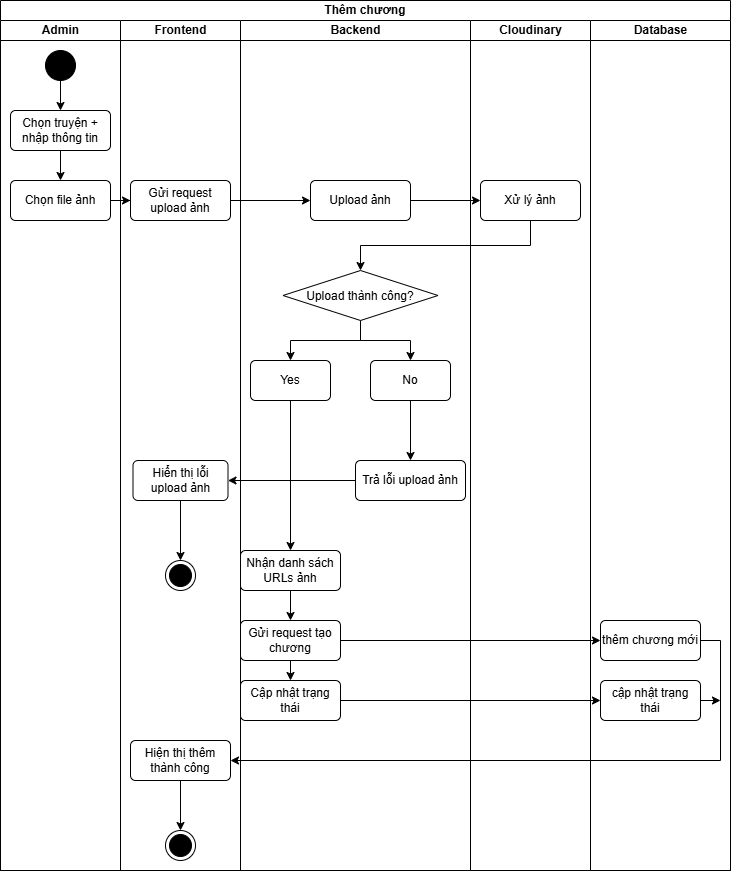 Thêm chương
Admin
Frontend
Backend
Cloudinary
Database
Chọn truyện +
nhập thông tin
Chọn file ảnh
Gửi request
upload ảnh
Upload ảnh
Xử lý ảnh
Upload thành công?
Yes
No
Hiển thị lỗi
upload ảnh
Trả lỗi upload ảnh
Nhận danh sách
URLs ảnh
Gửi request tạo
chương
thêm chương mới
Cập nhật trạng
thái
cập nhật trạng
thái
Hiện thị thêm
thành công